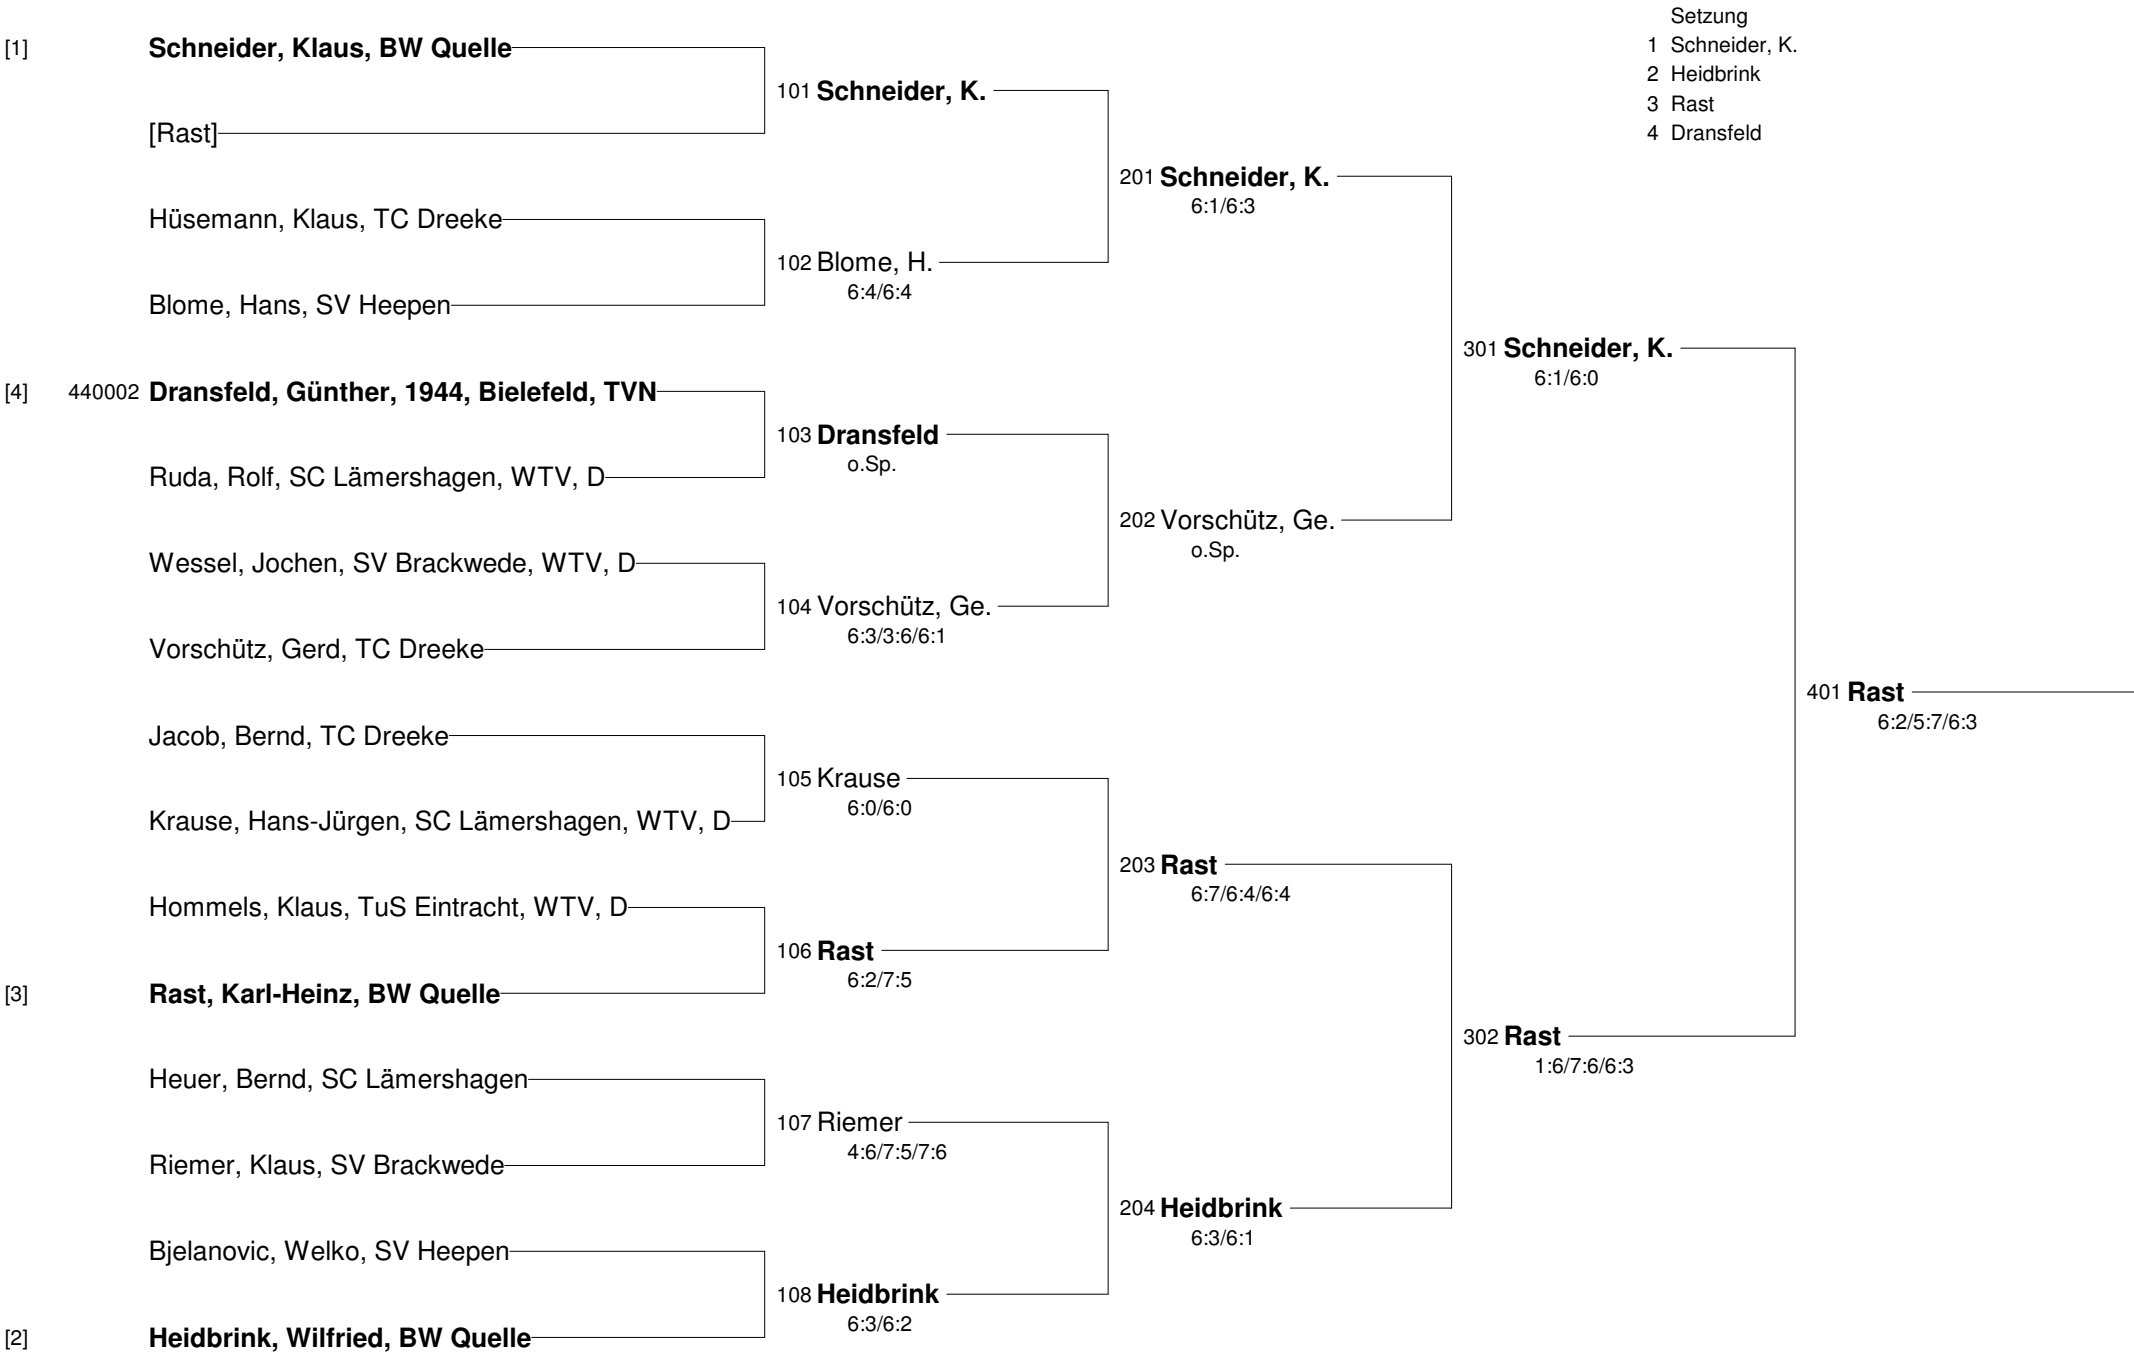 Setzung
[1] Schneider, Klaus, BW Quelle
1 Schneider, K.
2 Heidbrink
101 Schneider, K.
3 Rast
[Rast]
4 Dransfeld
201 Schneider, K.
6:1/6:3
Hüsemann, Klaus, TC Dreeke
102 Blome, H.
6:4/6:4
Blome, Hans, SV Heepen
301 Schneider, K.
6:1/6:0
[4] 440002 Dransfeld, Günther, 1944, Bielefeld, TVN
103 Dransfeld
o.Sp.
Ruda, Rolf, SC Lämershagen, WTV, D
202 Vorschütz, Ge.
o.Sp.
Wessel, Jochen, SV Brackwede, WTV, D
104 Vorschütz, Ge.
6:3/3:6/6:1
Vorschütz, Gerd, TC Dreeke
401 Rast
6:2/5:7/6:3
Jacob, Bernd, TC Dreeke
105 Krause
6:0/6:0
Krause, Hans-Jürgen, SC Lämershagen, WTV, D
203 Rast
6:7/6:4/6:4
Hommels, Klaus, TuS Eintracht, WTV, D
106 Rast
6:2/7:5
[3] Rast, Karl-Heinz, BW Quelle
302 Rast
1:6/7:6/6:3
Heuer, Bernd, SC Lämershagen
107 Riemer
4:6/7:5/7:6
Riemer, Klaus, SV Brackwede
204 Heidbrink
6:3/6:1
Bjelanovic, Welko, SV Heepen
108 Heidbrink
6:3/6:2
[2] Heidbrink, Wilfried, BW Quelle